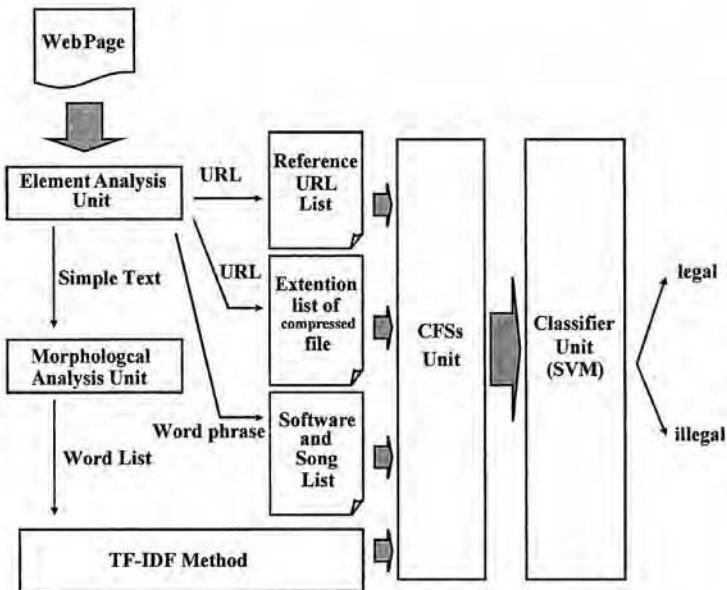 WebPage
Element Analysis
Unit
URL
Reference
URL
List
URL
Simple Text
Extention
list of
compressed
file
Morphologcal
Analysis Unit
Word phrase
Software
and
Song
List
Word List
TF-IDF Method
CFSs
Unit
Classifier
Unit
(SVM)
legal
illegal